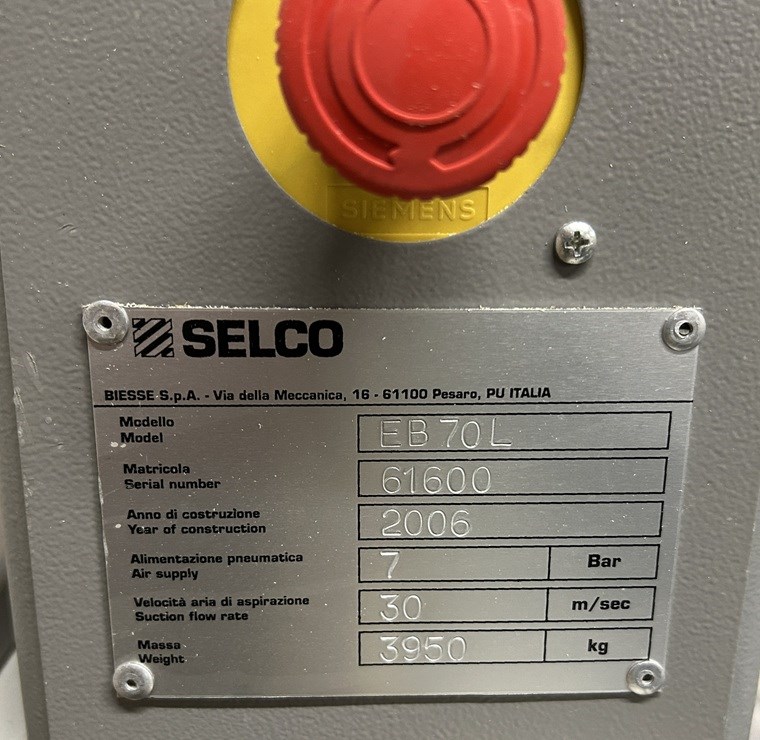 SIEMENS
SELCO
BIESSE S.p.A. - Via della Meccanica, 16 - 61100 Pesaro, PU ITALIA
Modello
Model
EB 70 L
Matricola
Serial number
61600
Anno di costruzione
Year of construction
2006
Alimentazione pneumatica
Air supply
7 Bar
Velocità aria di aspirazione
Suction flow rate
30 m/sec
Massa
Weight
3950 kg